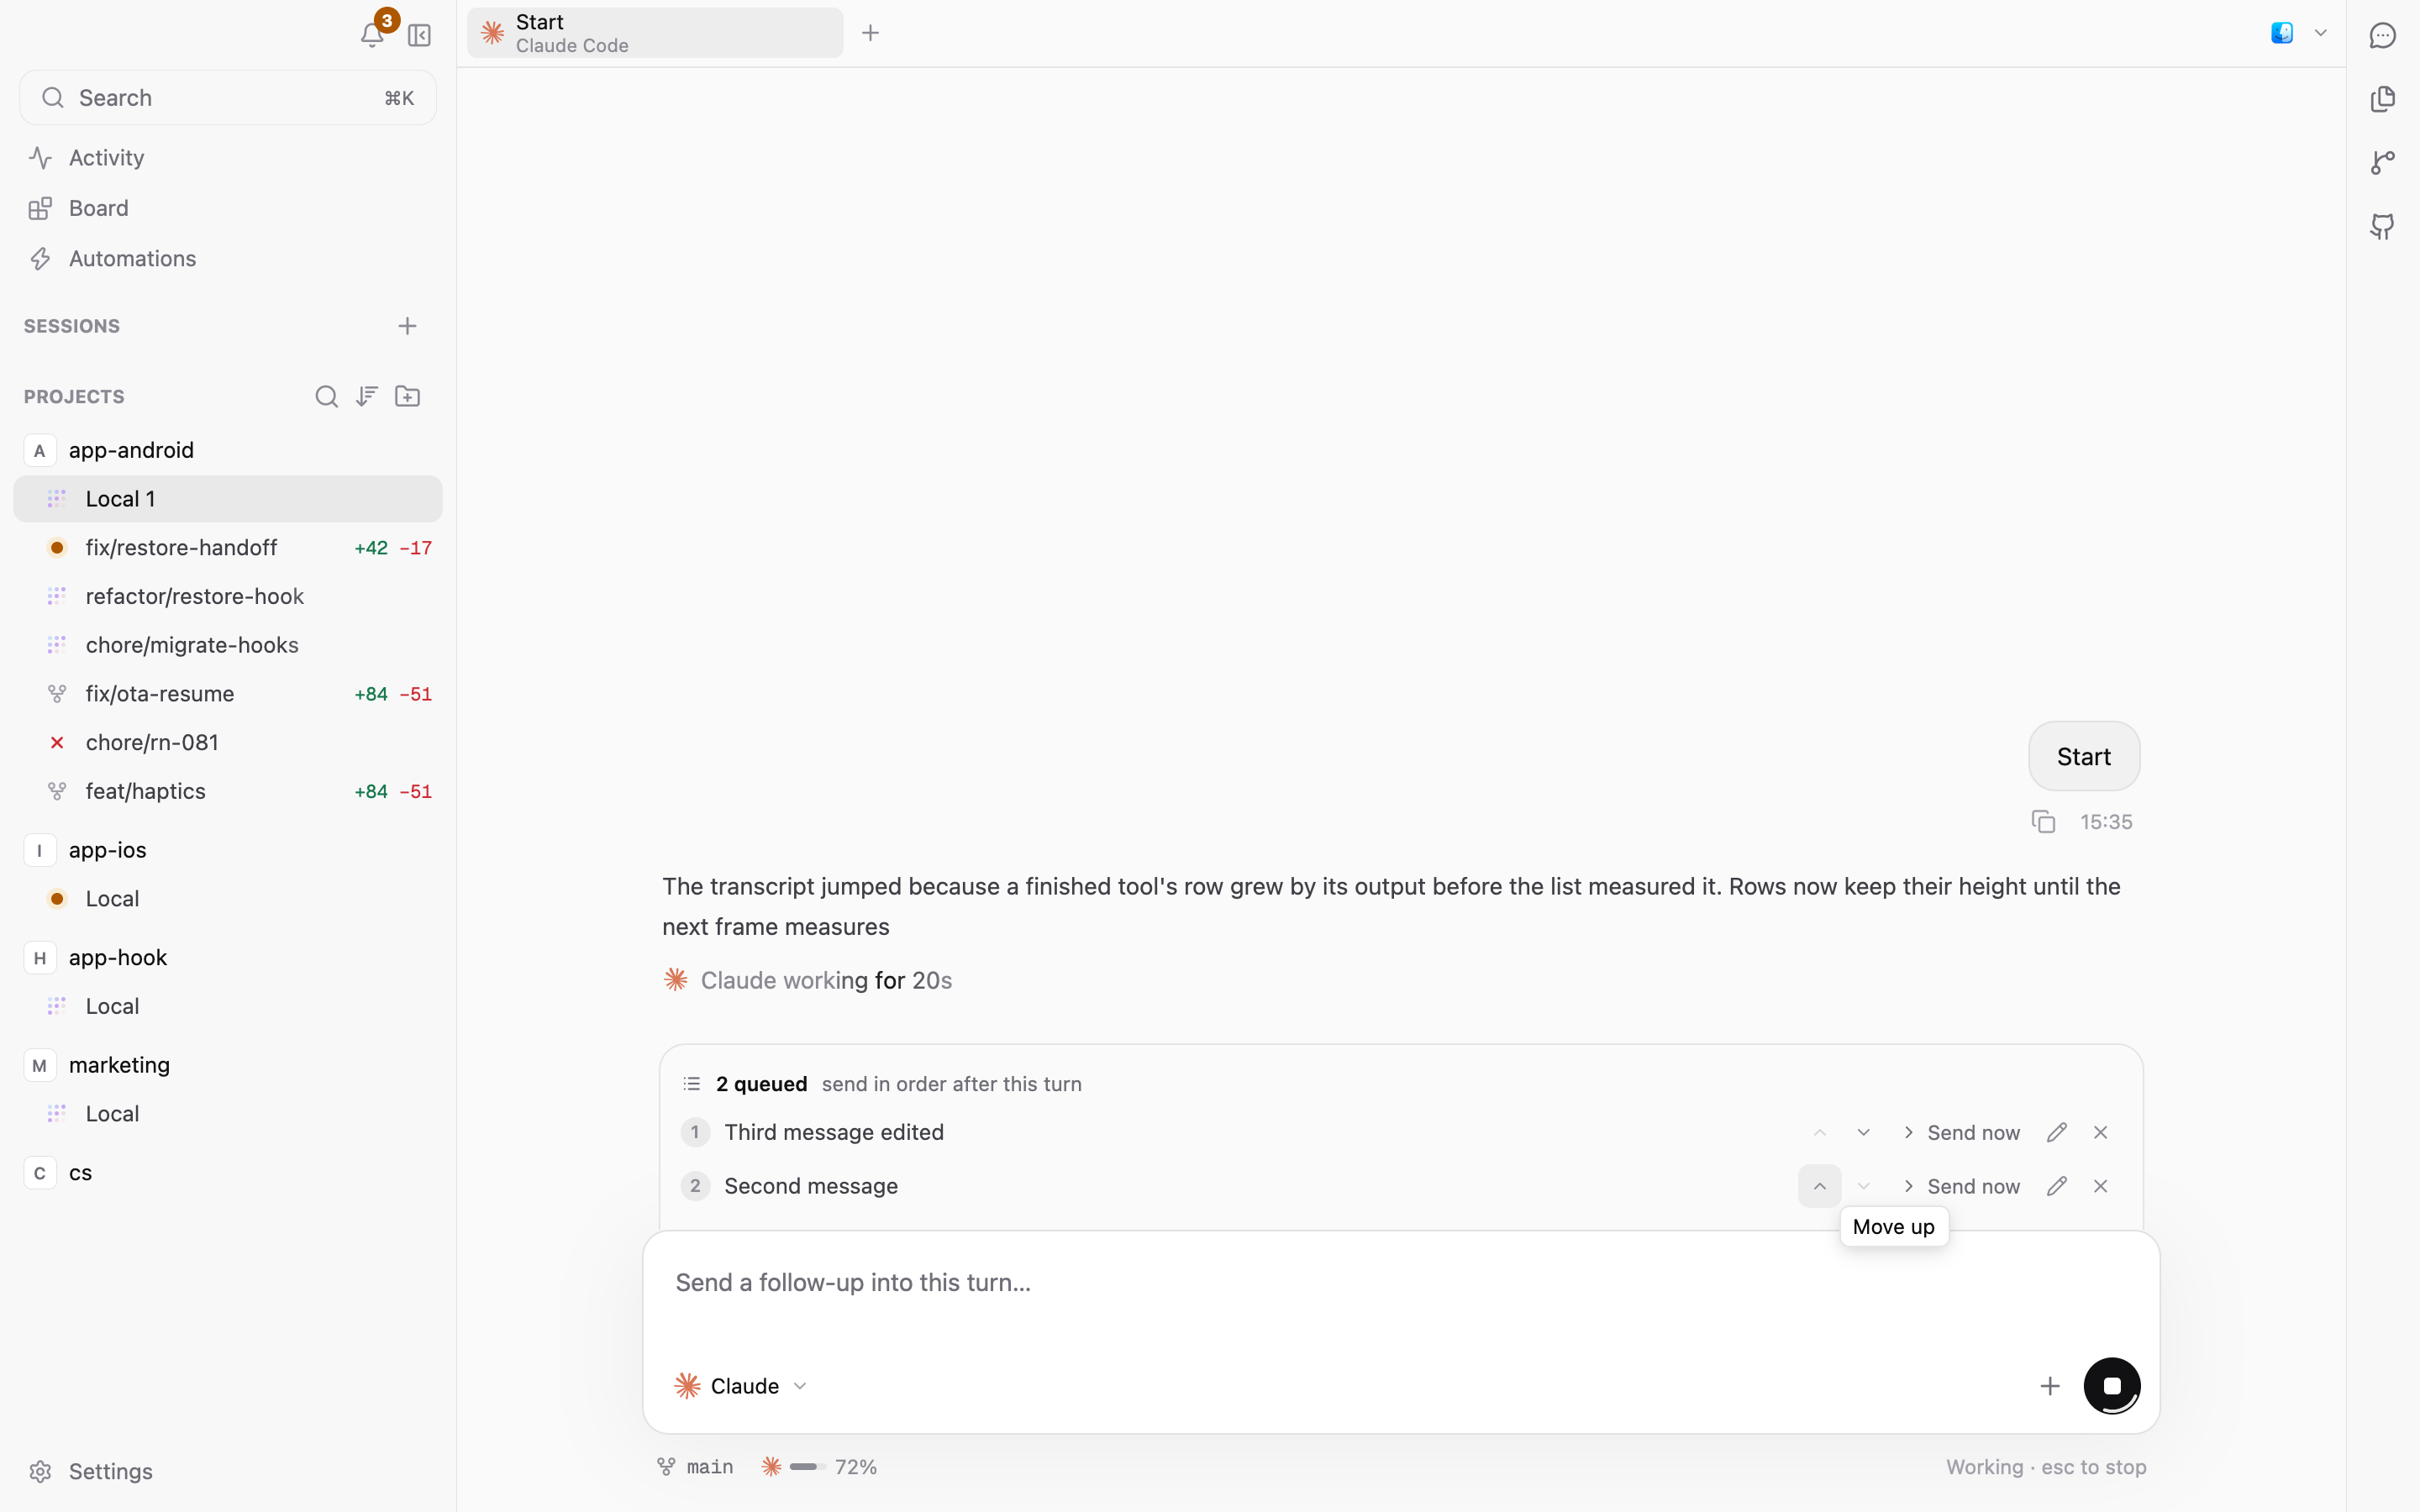 3
Search ⌘K
Activity
Board
Automations
SESSIONS
PROJECTS
A app-android
Local 1
fix/restore-handoff +42 −17
refactor/restore-hook
chore/migrate-hooks
fix/ota-resume +84 −51
chore/rn-081
feat/haptics +84 −51
I app-ios
Local
H app-hook
Local
M marketing
Local
C cs
Settings
Start
Claude Code
Start
15:35
The transcript jumped because a finished tool's row grew by its output before the list measured it. Rows now keep their height until the
next frame measures
Claude working for 20s
2 queued send in order after this turn
1 Third message edited Send now
2 Second message Send now
Move up
Send a follow-up into this turn...
Claude
main 72%
Working · esc to stop